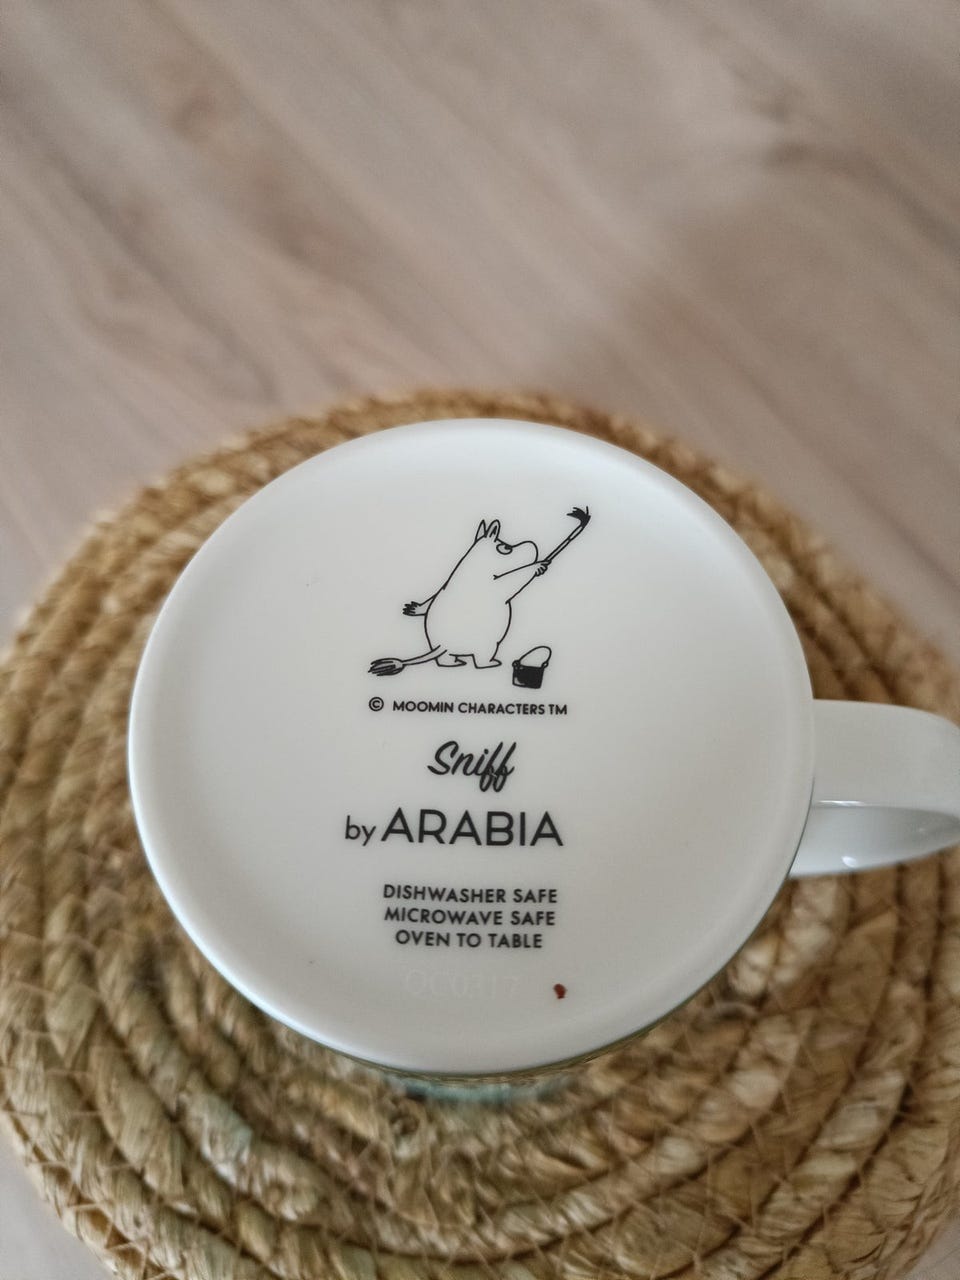 © MOOMIN CHARACTERS TM
Sniff
by ARABIA
DISHWASHER SAFE
MICROWAVE SAFE
OVEN TO TABLE